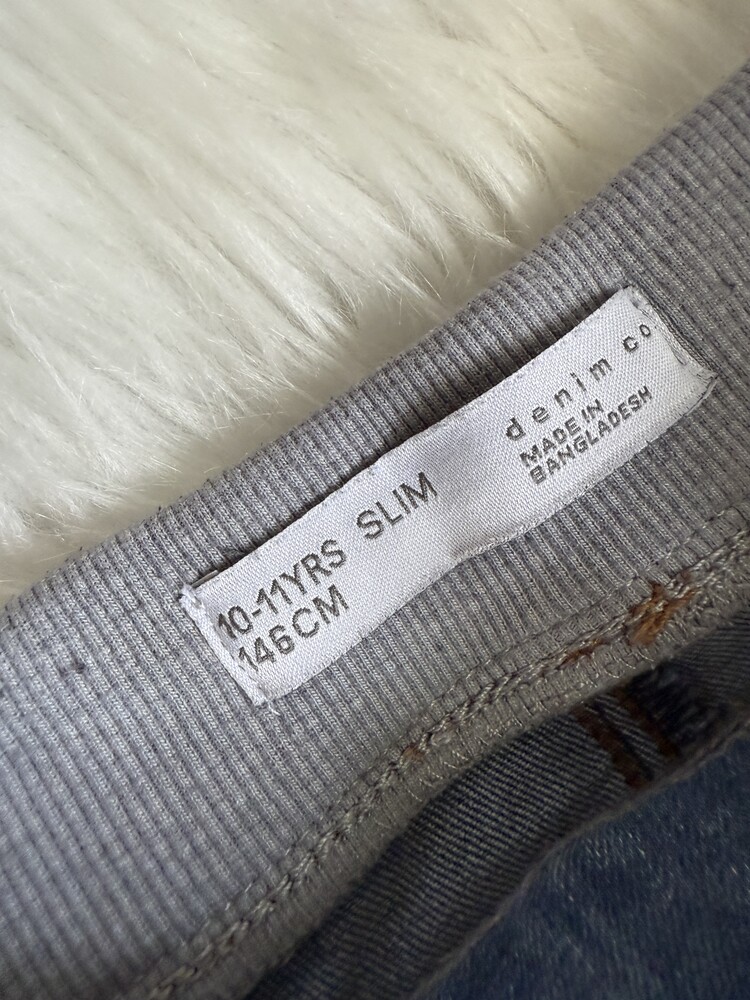 10-11YRS SLIM
146CM
denim co
MADE IN
BANGLADESH